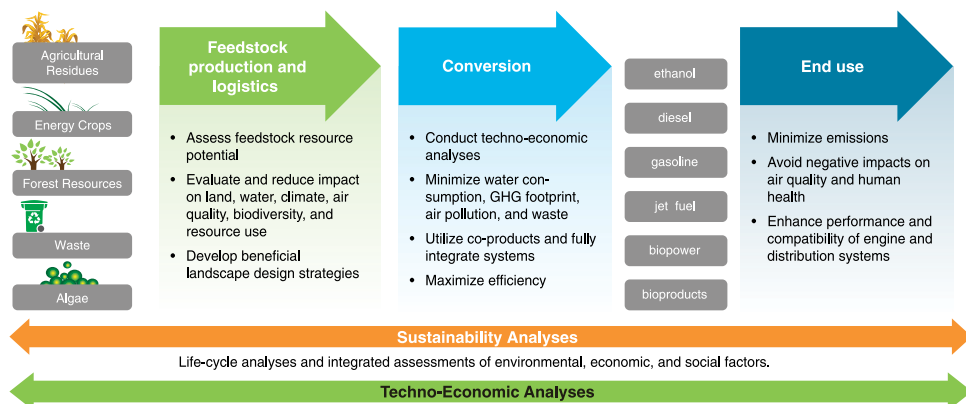 Agricultural
Residues
Energy Crops
Forest Resources
Waste
Algae
Feedstock
production and
logistics
• Assess feedstock resource
potential
• Evaluate and reduce impact
on land, water, climate, air
quality, biodiversity, and
resource use
• Develop beneficial
landscape design strategies
Conversion
• Conduct techno-economic
analyses
• Minimize water con-
sumption, GHG footprint,
air pollution, and waste
• Utilize co-products and fully
integrate systems
• Maximize efficiency
ethanol
diesel
gasoline
jet fuel
biopower
bioproducts
End use
• Minimize emissions
• Avoid negative impacts on
air quality and human
health
• Enhance performance and
compatibility of engine and
distribution systems
Sustainability Analyses
Life-cycle analyses and integrated assessments of environmental, economic, and social factors.
Techno-Economic Analyses